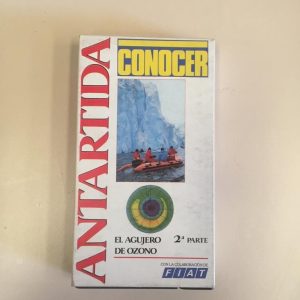 ANTARTIDA
CONOCER
EL AGUJERO
DE OZONO
2ª PARTE
CON LA COLABORACIÓN DE
FIAT